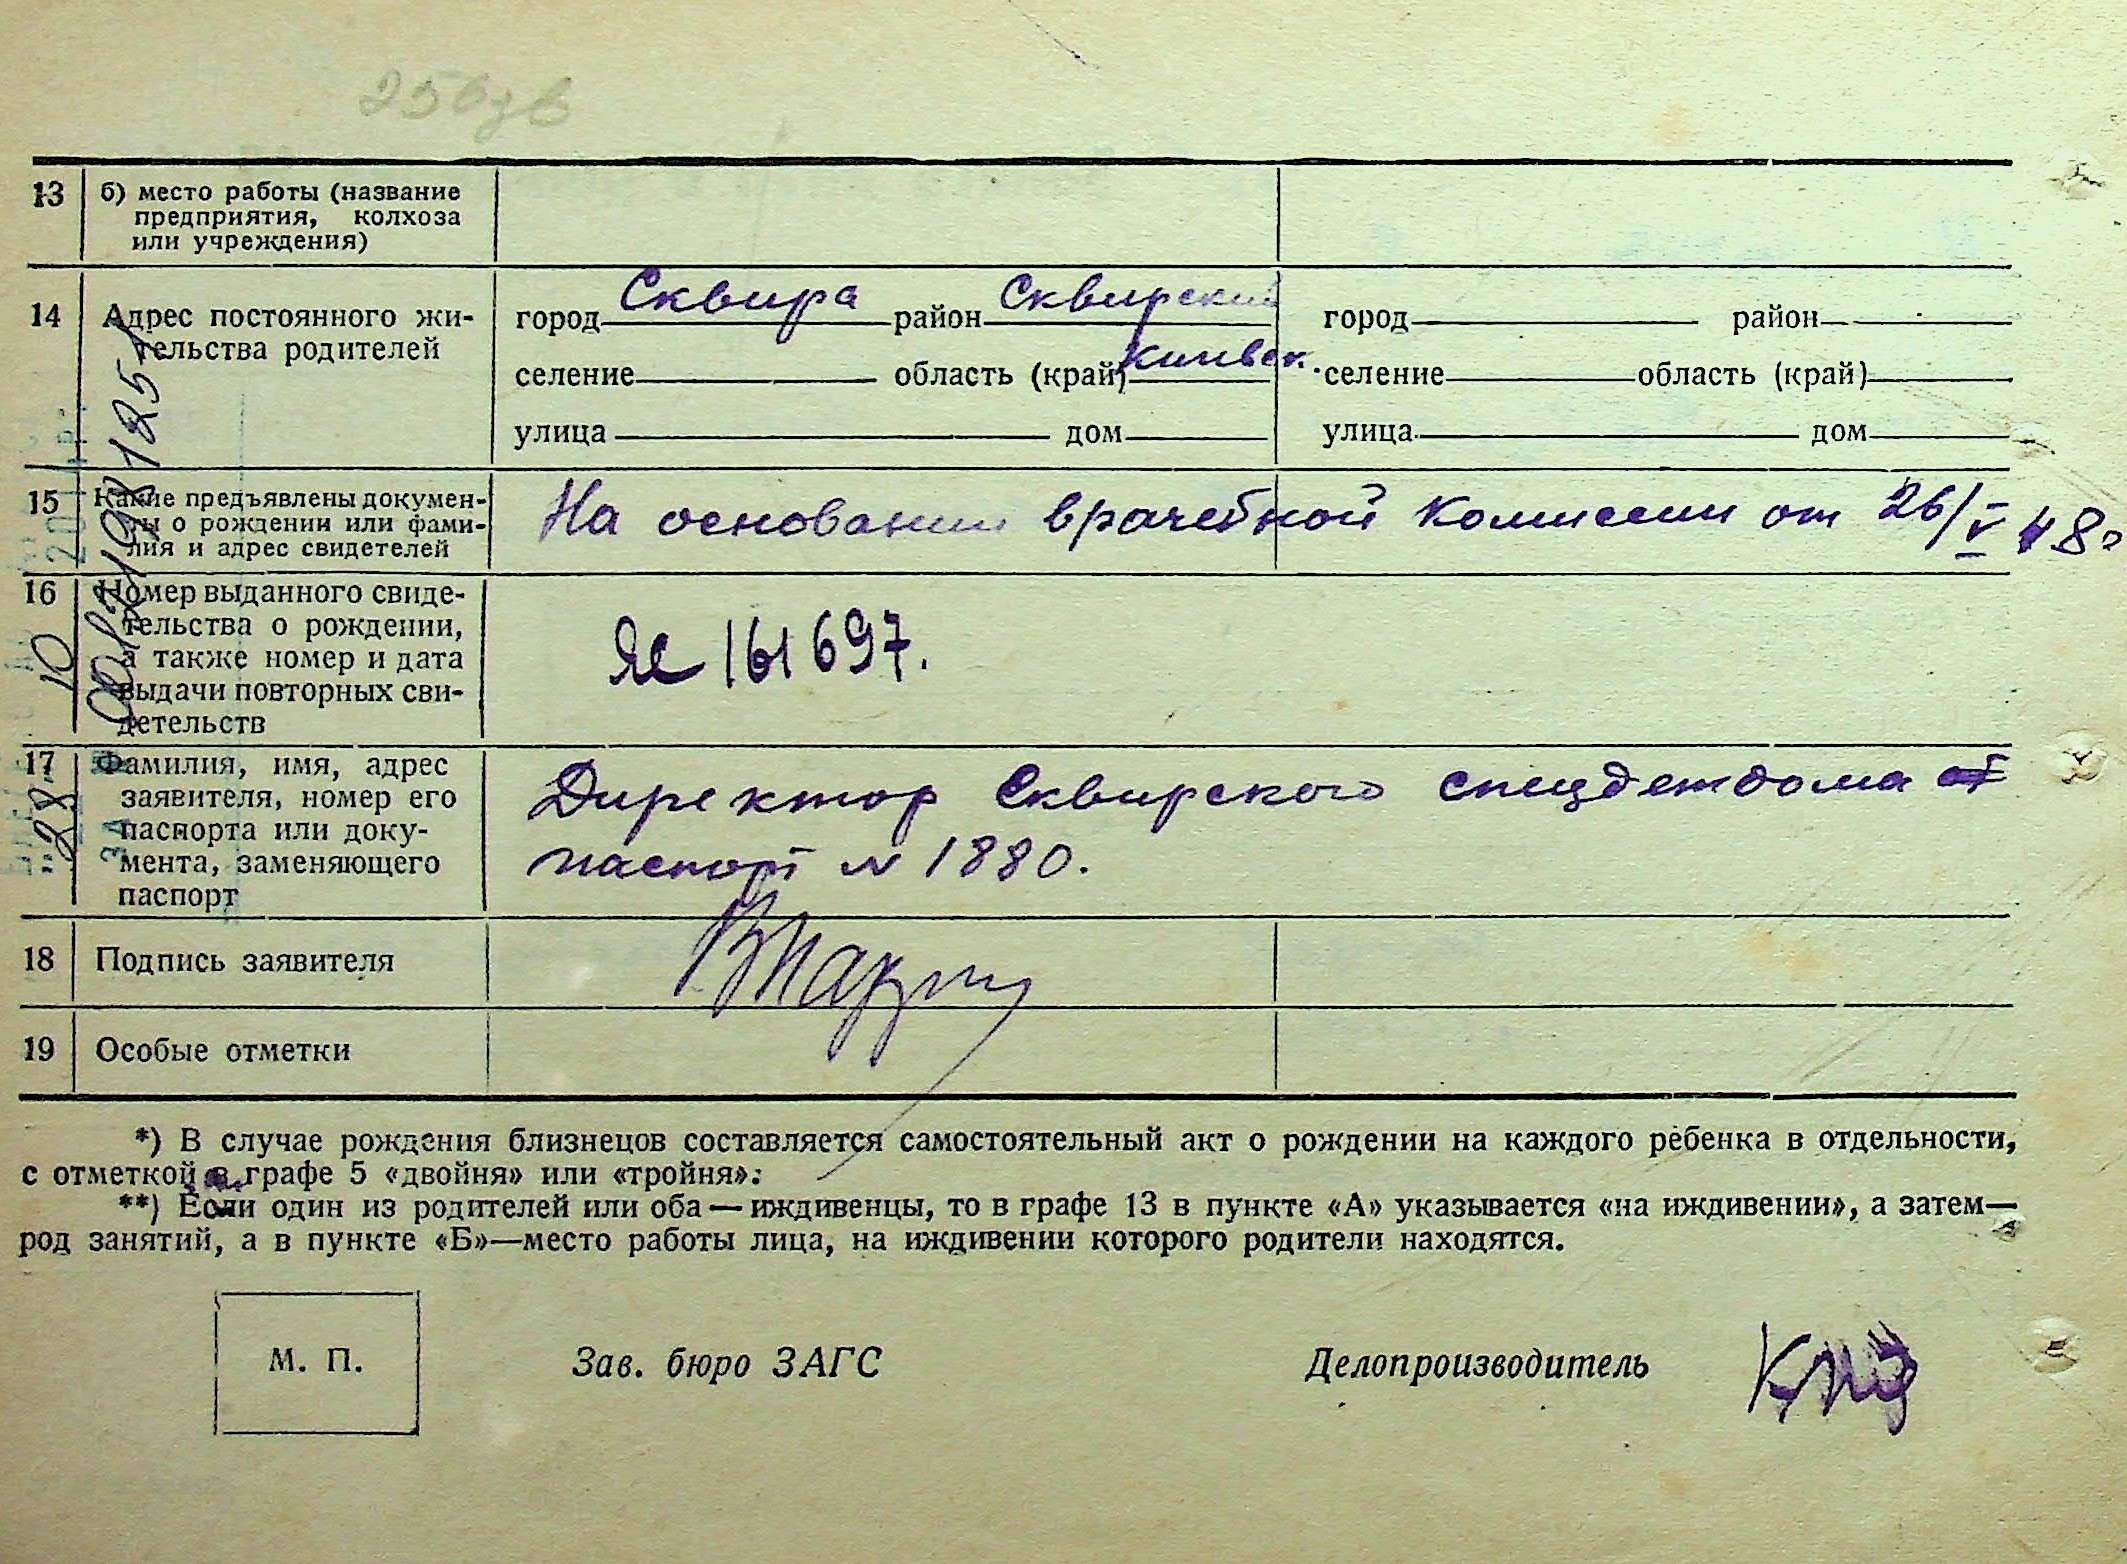 13 б) место работы (название
предприятия, колхоза
или учреждения)
14 Адрес постоянного жи-
тельства родителей
город Сквира район Сквирский
селение область (край) киевск.
улица дом
город район
селение область (край)
улица дом
15 Какие предъявлены докумен-
ты о рождении или фами-
лия и адрес свидетелей
На основании врачебной комиссии от 26/V 48г
16 Номер выданного свиде-
тельства о рождении,
а также номер и дата
выдачи повторных сви-
детельств
161697.
17 Фамилия, имя, адрес
заявителя, номер его
паспорта или доку-
мента, заменяющего
паспорт
Директор Сквирского спецдетдома
паспорт N 1880.
18 Подпись заявителя
19 Особые отметки
*) В случае рождения близнецов составляется самостоятельный акт о рождении на каждого ребенка в отдельности,
с отметкой в графе 5 «двойня» или «тройня».
**) Если один из родителей или оба — иждивенцы, то в графе 13 в пункте «А» указывается «на иждивении», а затем—
род занятий, а в пункте «Б»—место работы лица, на иждивении которого родители находятся.
М. П.
Зав. бюро ЗАГС
Делопроизводитель